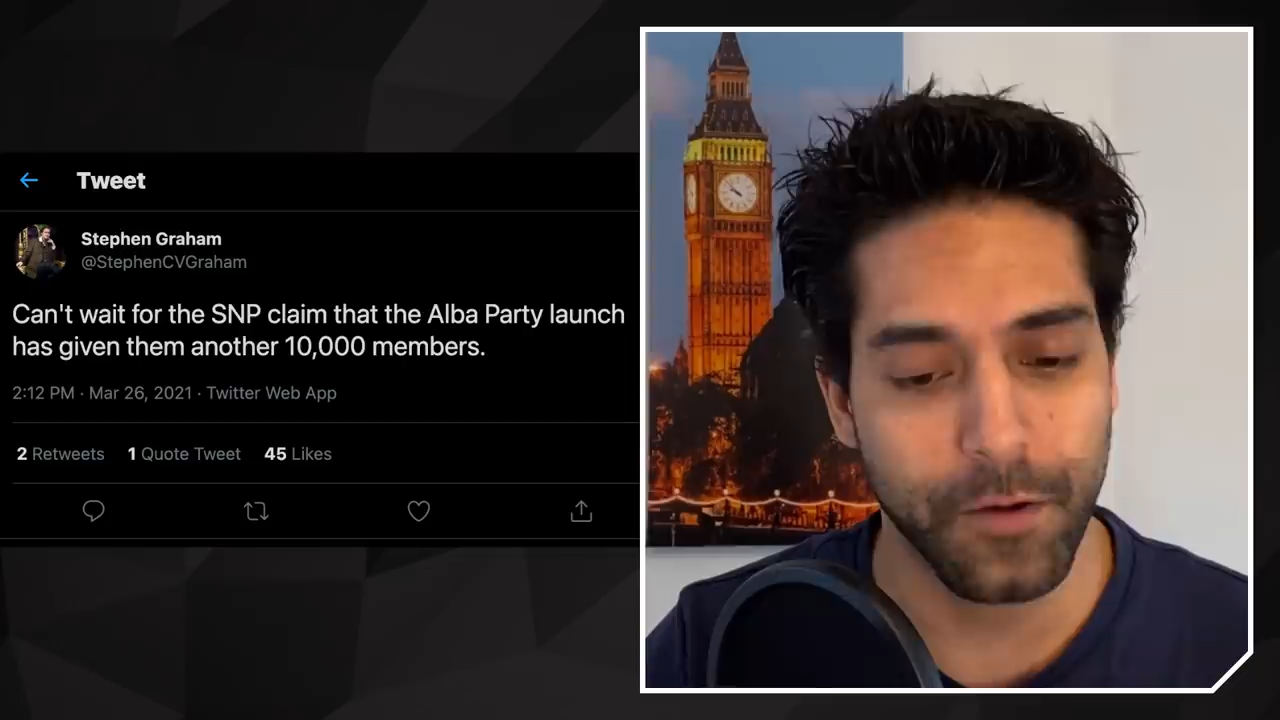 Tweet
Stephen Graham
@StephenCVGraham
Can't wait for the SNP claim that the Alba Party launch
has given them another 10,000 members.
2:12 PM · Mar 26, 2021 · Twitter Web App
2 Retweets 1 Quote Tweet 45 Likes